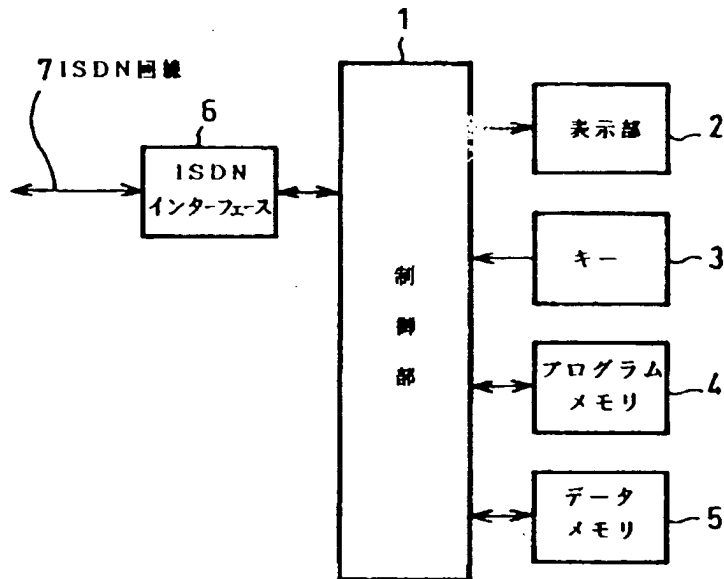 1
7 ISDN回線
6
ISDN
インターフェース
表示部
2
キー
3
制御部
プログラム
メモリ
4
データ
メモリ
5